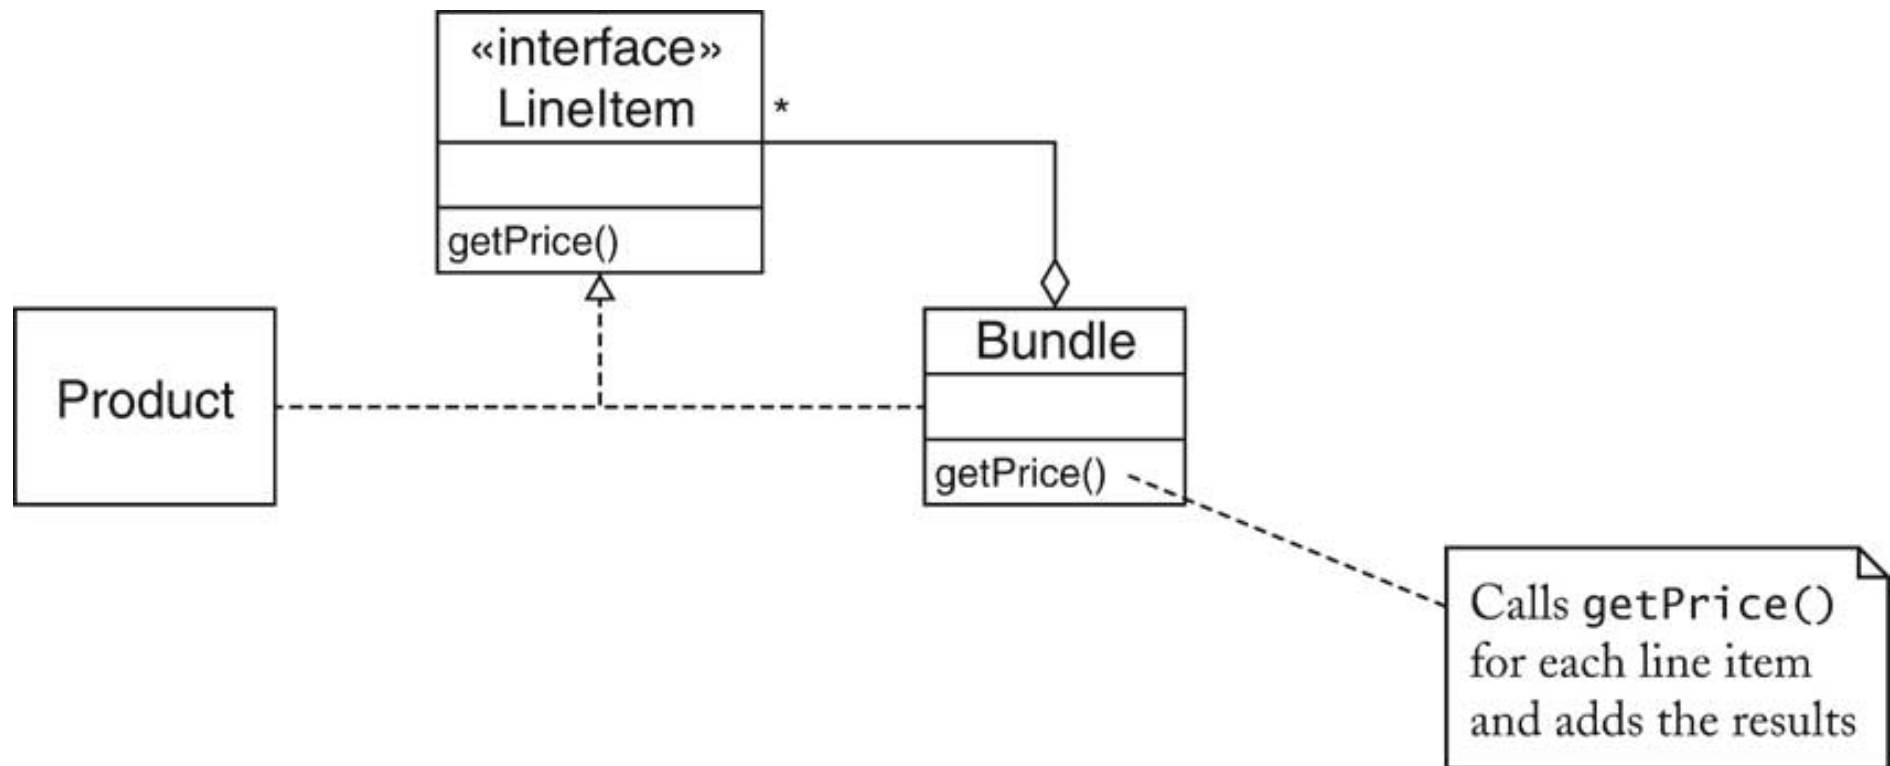 «interface»
LineItem
*
getPrice()
Product
Bundle
getPrice()
Calls getPrice()
for each line item
and adds the results